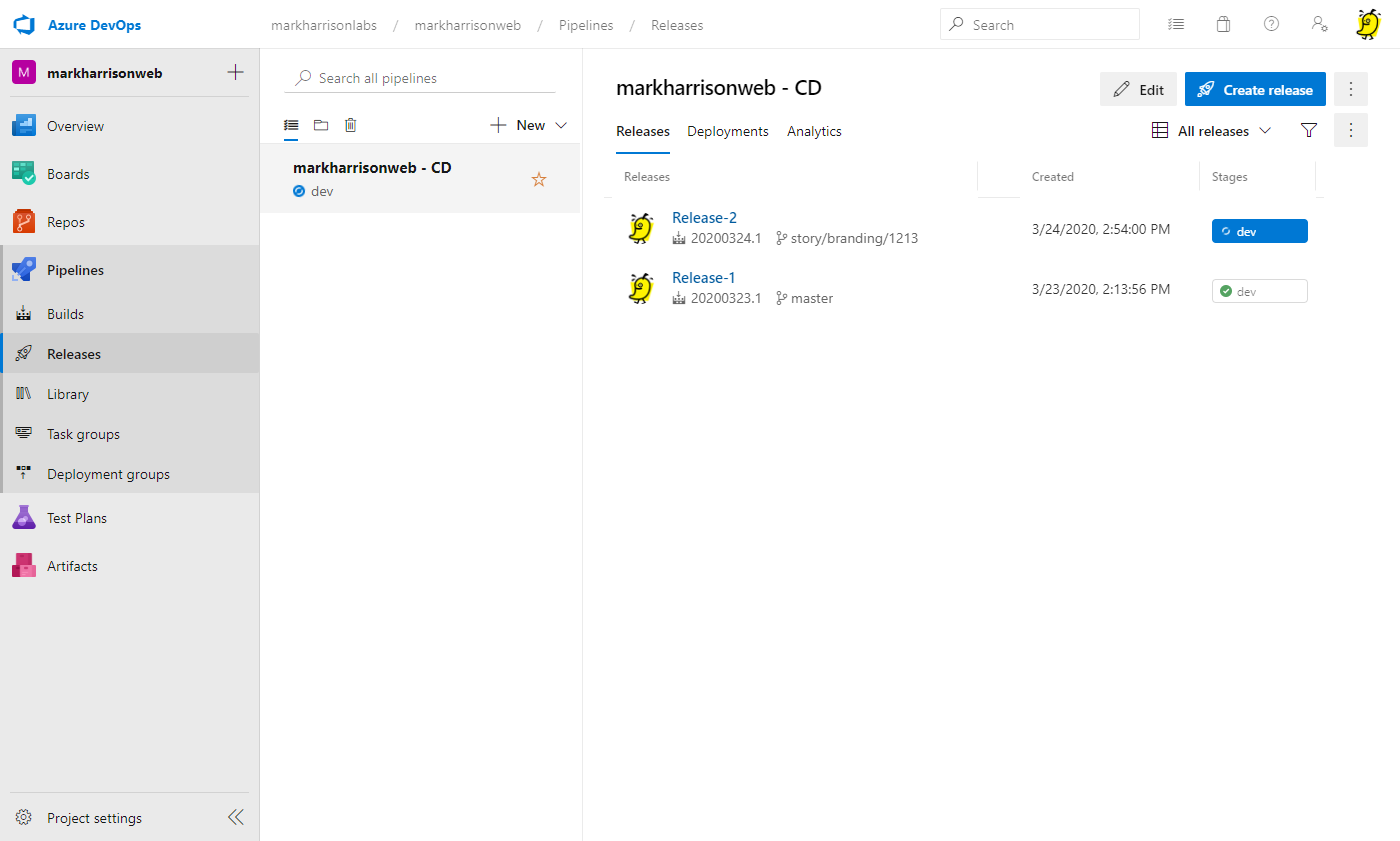 Azure DevOps
markharrisonlabs / markharrisonweb / Pipelines / Releases
Search
M markharrisonweb
Overview
Boards
Repos
Pipelines
Builds
Releases
Library
Task groups
Deployment groups
Test Plans
Artifacts
Project settings
Search all pipelines
New
markharrisonweb - CD
dev
markharrisonweb - CD
Edit
Create release
Releases Deployments Analytics
All releases
Releases Created Stages
Release-2
20200324.1 story/branding/1213
3/24/2020, 2:54:00 PM
dev
Release-1
20200323.1 master
3/23/2020, 2:13:56 PM
dev